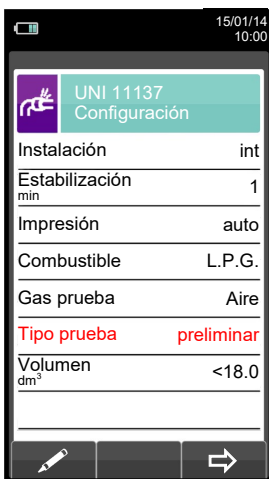 15/01/14
10:00
UNI 11137
Configuración
Instalación int
Estabilización 1
min
Impresión auto
Combustible L.P.G.
Gas prueba Aire
Tipo prueba preliminar
Volumen <18.0
dm³